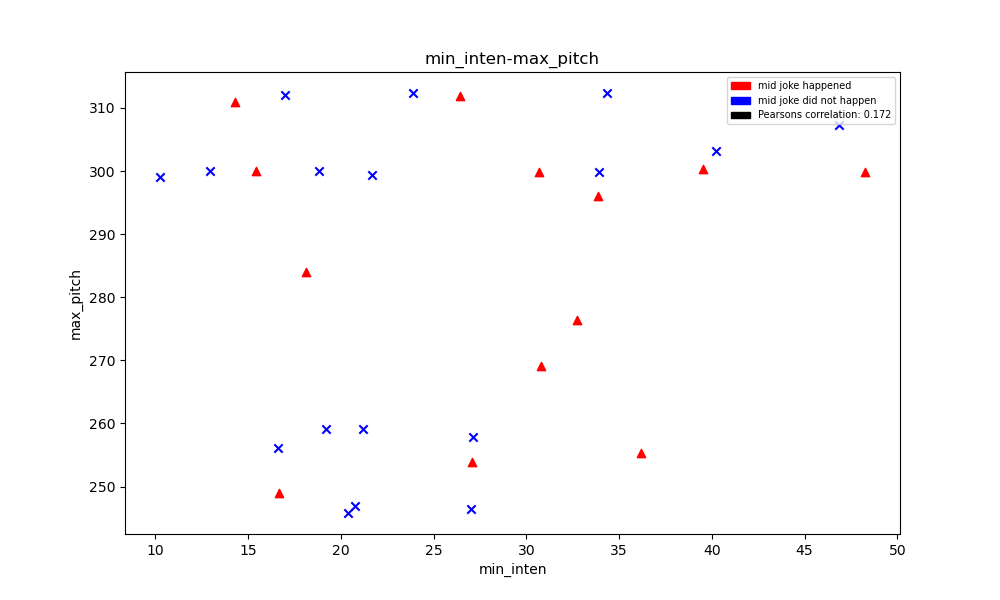 min_inten-max_pitch
mid joke happened
mid joke did not happen
Pearsons correlation: 0.172
310
300
290
280
270
260
250
max_pitch
10 15 20 25 30 35 40 45 50
min_inten